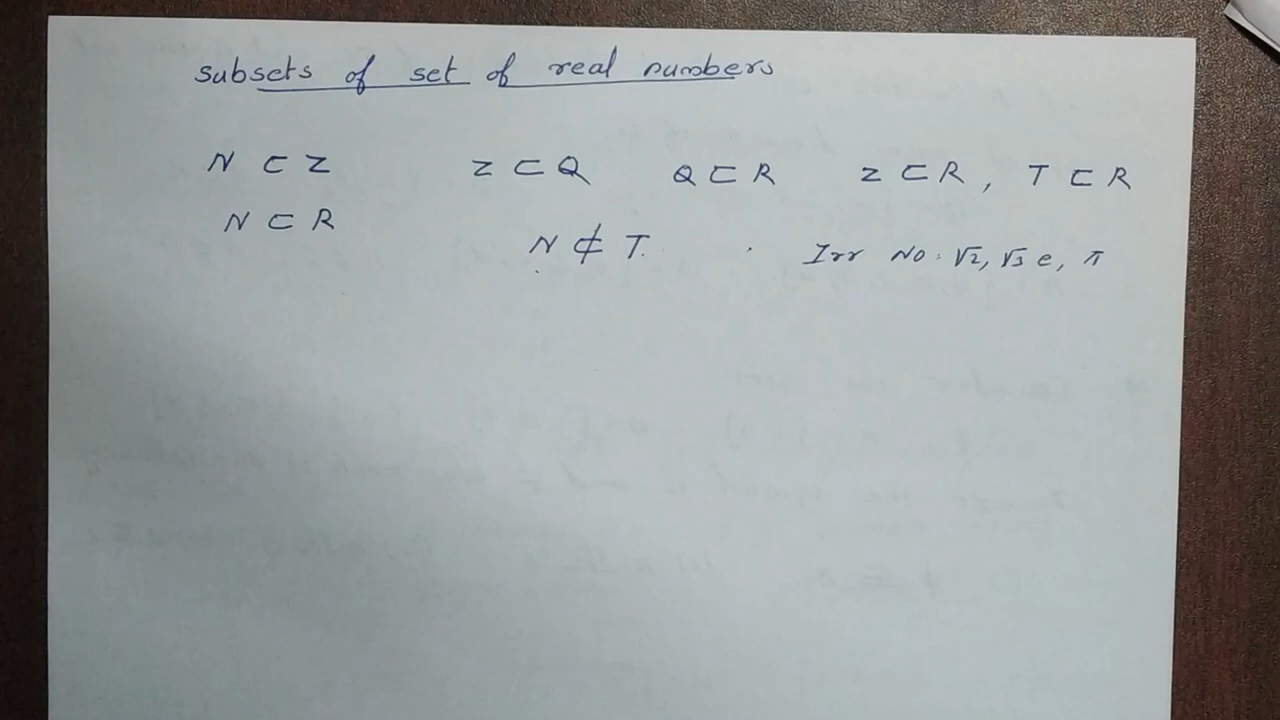 subsets of set of real numbers
N ⊂ Z    Z ⊂ Q    Q ⊂ R    Z ⊂ R, T ⊂ R
N ⊂ R
N ⊄ T.    Irr No: √2, √3 e, π